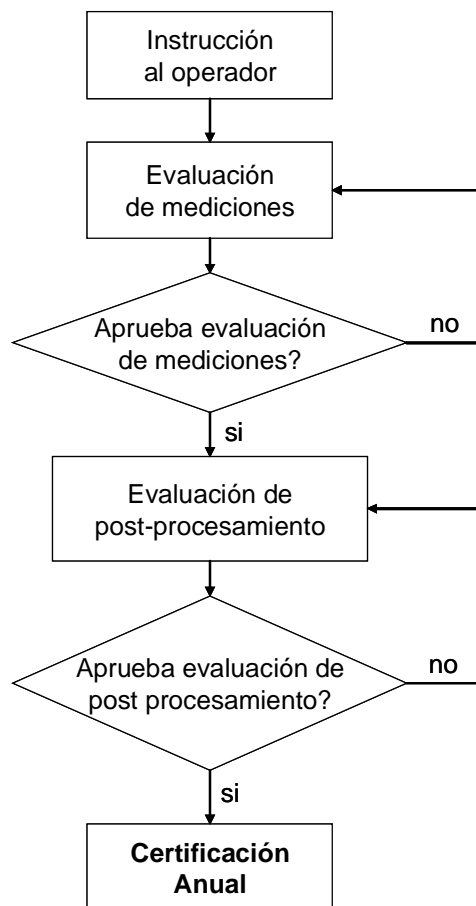 Instrucción
al operador
Evaluación
de mediciones
Aprueba evaluación
de mediciones?
no
si
Evaluación de
post-procesamiento
Aprueba evaluación de
post procesamiento?
no
si
Certificación
Anual